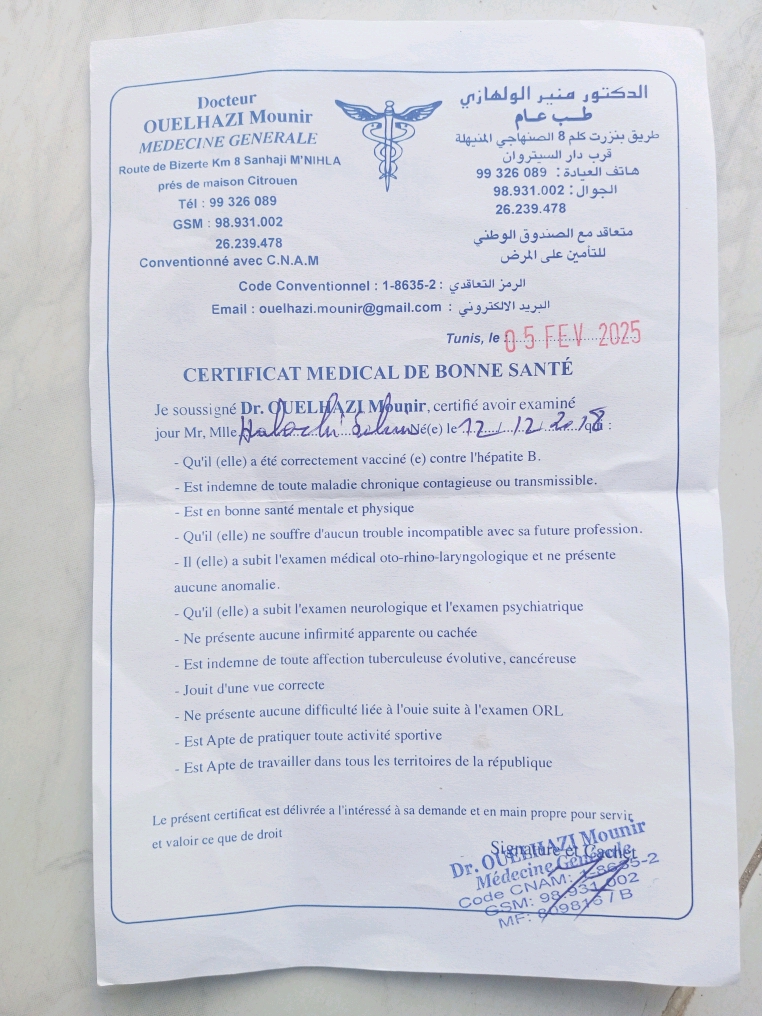 Docteur
OUELHAZI Mounir
MEDECINE GENERALE
Route de Bizerte Km 8 Sanhaji M'NIHLA
prés de maison Citrouen
Tél : 99 326 089
GSM : 98.931.002
26.239.478
Conventionné avec C.N.A.M
الدكتور منير الولهازي
طب عام
طريق بنزرت كلم 8 الصنهاجي المنيهلة
قرب دار السيتروان
هاتف العيادة : 089 326 99
الجوال : 98.931.002
26.239.478
متعاقد مع الصندوق الوطني
للتأمين على المرض
Code Conventionnel : 1-8635-2 : الرمز التعاقدي
Email : ouelhazi.mounir@gmail.com : البريد الالكتروني
Tunis, le : 05 FEV 2025
CERTIFICAT MEDICAL DE BONNE SANTÉ
Je soussigné Dr. OUELHAZI Mounir, certifié avoir examiné
jour Mr, Mlle Né(e) le 12.12.2018 qui :
- Qu'il (elle) a été correctement vacciné (e) contre l'hépatite B.
- Est indemne de toute maladie chronique contagieuse ou transmissible.
- Est en bonne santé mentale et physique
- Qu'il (elle) ne souffre d'aucun trouble incompatible avec sa future profession.
- Il (elle) a subit l'examen médical oto-rhino-laryngologique et ne présente
aucune anomalie.
- Qu'il (elle) a subit l'examen neurologique et l'examen psychiatrique
- Ne présente aucune infirmité apparente ou cachée
- Est indemne de toute affection tuberculeuse évolutive, cancéreuse
- Jouit d'une vue correcte
- Ne présente aucune difficulté liée à l'ouie suite à l'examen ORL
- Est Apte de pratiquer toute activité sportive
- Est Apte de travailler dans tous les territoires de la république
Le présent certificat est délivrée a l'intéressé à sa demande et en main propre pour servir
et valoir ce que de droit
Signature et Cachet
Dr. OUELHAZI Mounir
Médecine Générale
Code CNAM: 1-8635-2
GSM: 98.931.002
MF: